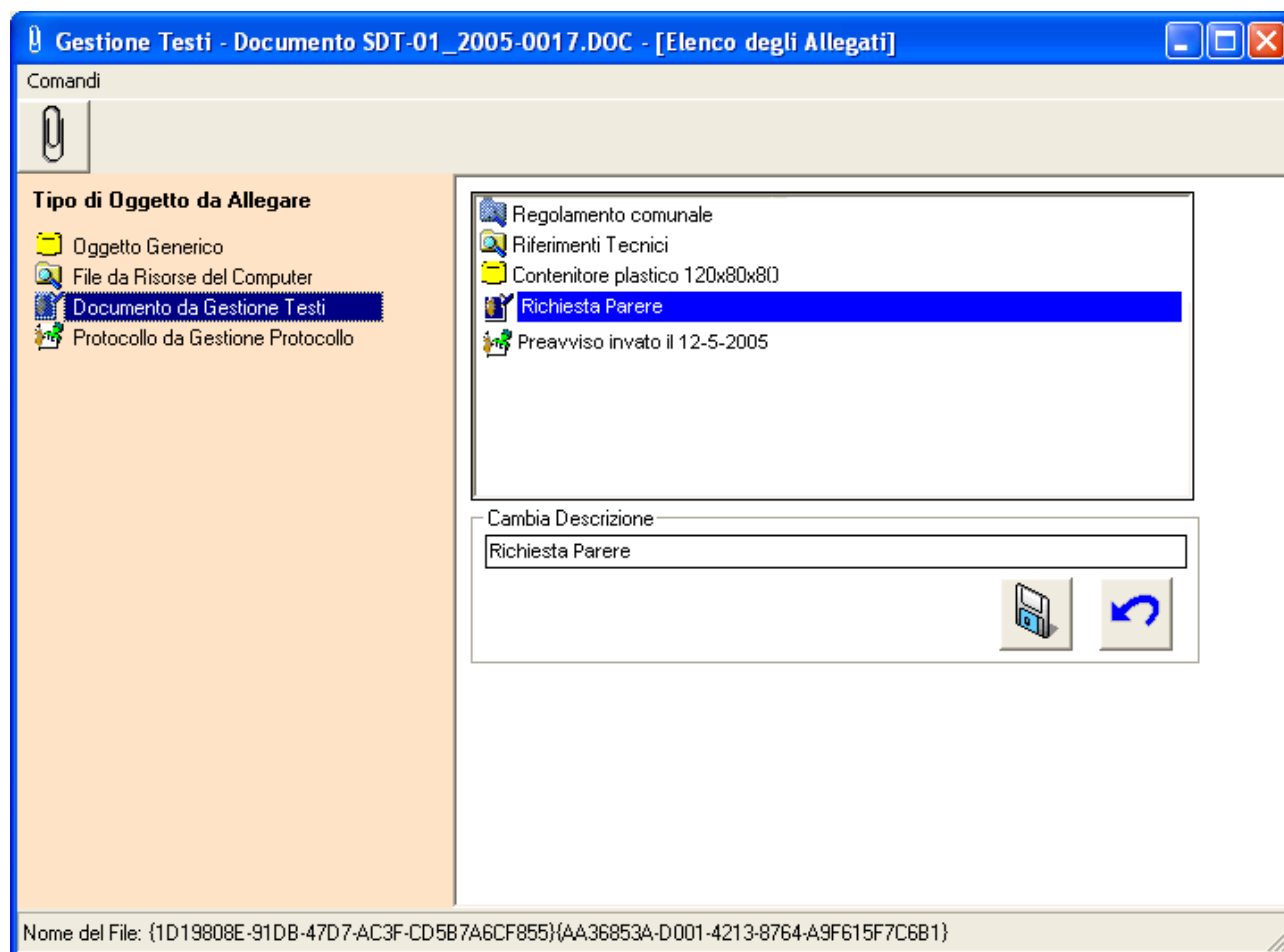 Gestione Testi - Documento SDT-01_2005-0017.DOC - [Elenco degli Allegati]
Comandi
Tipo di Oggetto da Allegare
Oggetto Generico
File da Risorse del Computer
Documento da Gestione Testi
Protocollo da Gestione Protocollo
Regolamento comunale
Riferimenti Tecnici
Contenitore plastico 120x80x80
Richiesta Parere
Preavviso invato il 12-5-2005
Cambia Descrizione
Richiesta Parere
Nome del File: {1D19808E-91DB-47D7-AC3F-CD5B7A6CF855}{AA36853A-D001-4213-8764-A9F615F7C6B1}